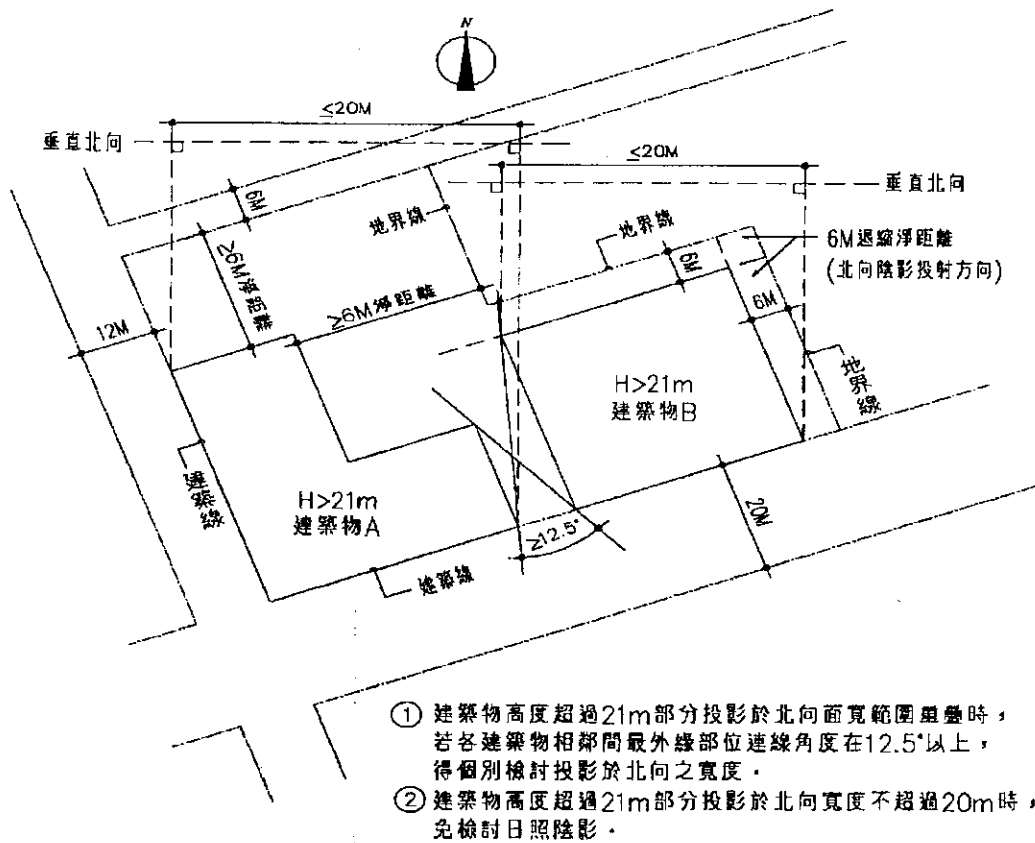 N
≤20M
垂直北向
≤20M
垂直北向
6M
地界線
地界線
6M退縮淨距離
(北向陰影投射方向)
≥6M淨距離
6M
≥6M淨距離
6M
12M
地界線
H>21m
建築物B
建築線
H>21m
建築物A
≥12.5°
20M
建築線
① 建築物高度超過21m部分投影於北向面寬範圍重疊時，
若各建築物相鄰間最外緣部位連線角度在12.5°以上，
得個別檢討投影於北向之寬度。
② 建築物高度超過21m部分投影於北向寬度不超過20m時，
免檢討日照陰影。